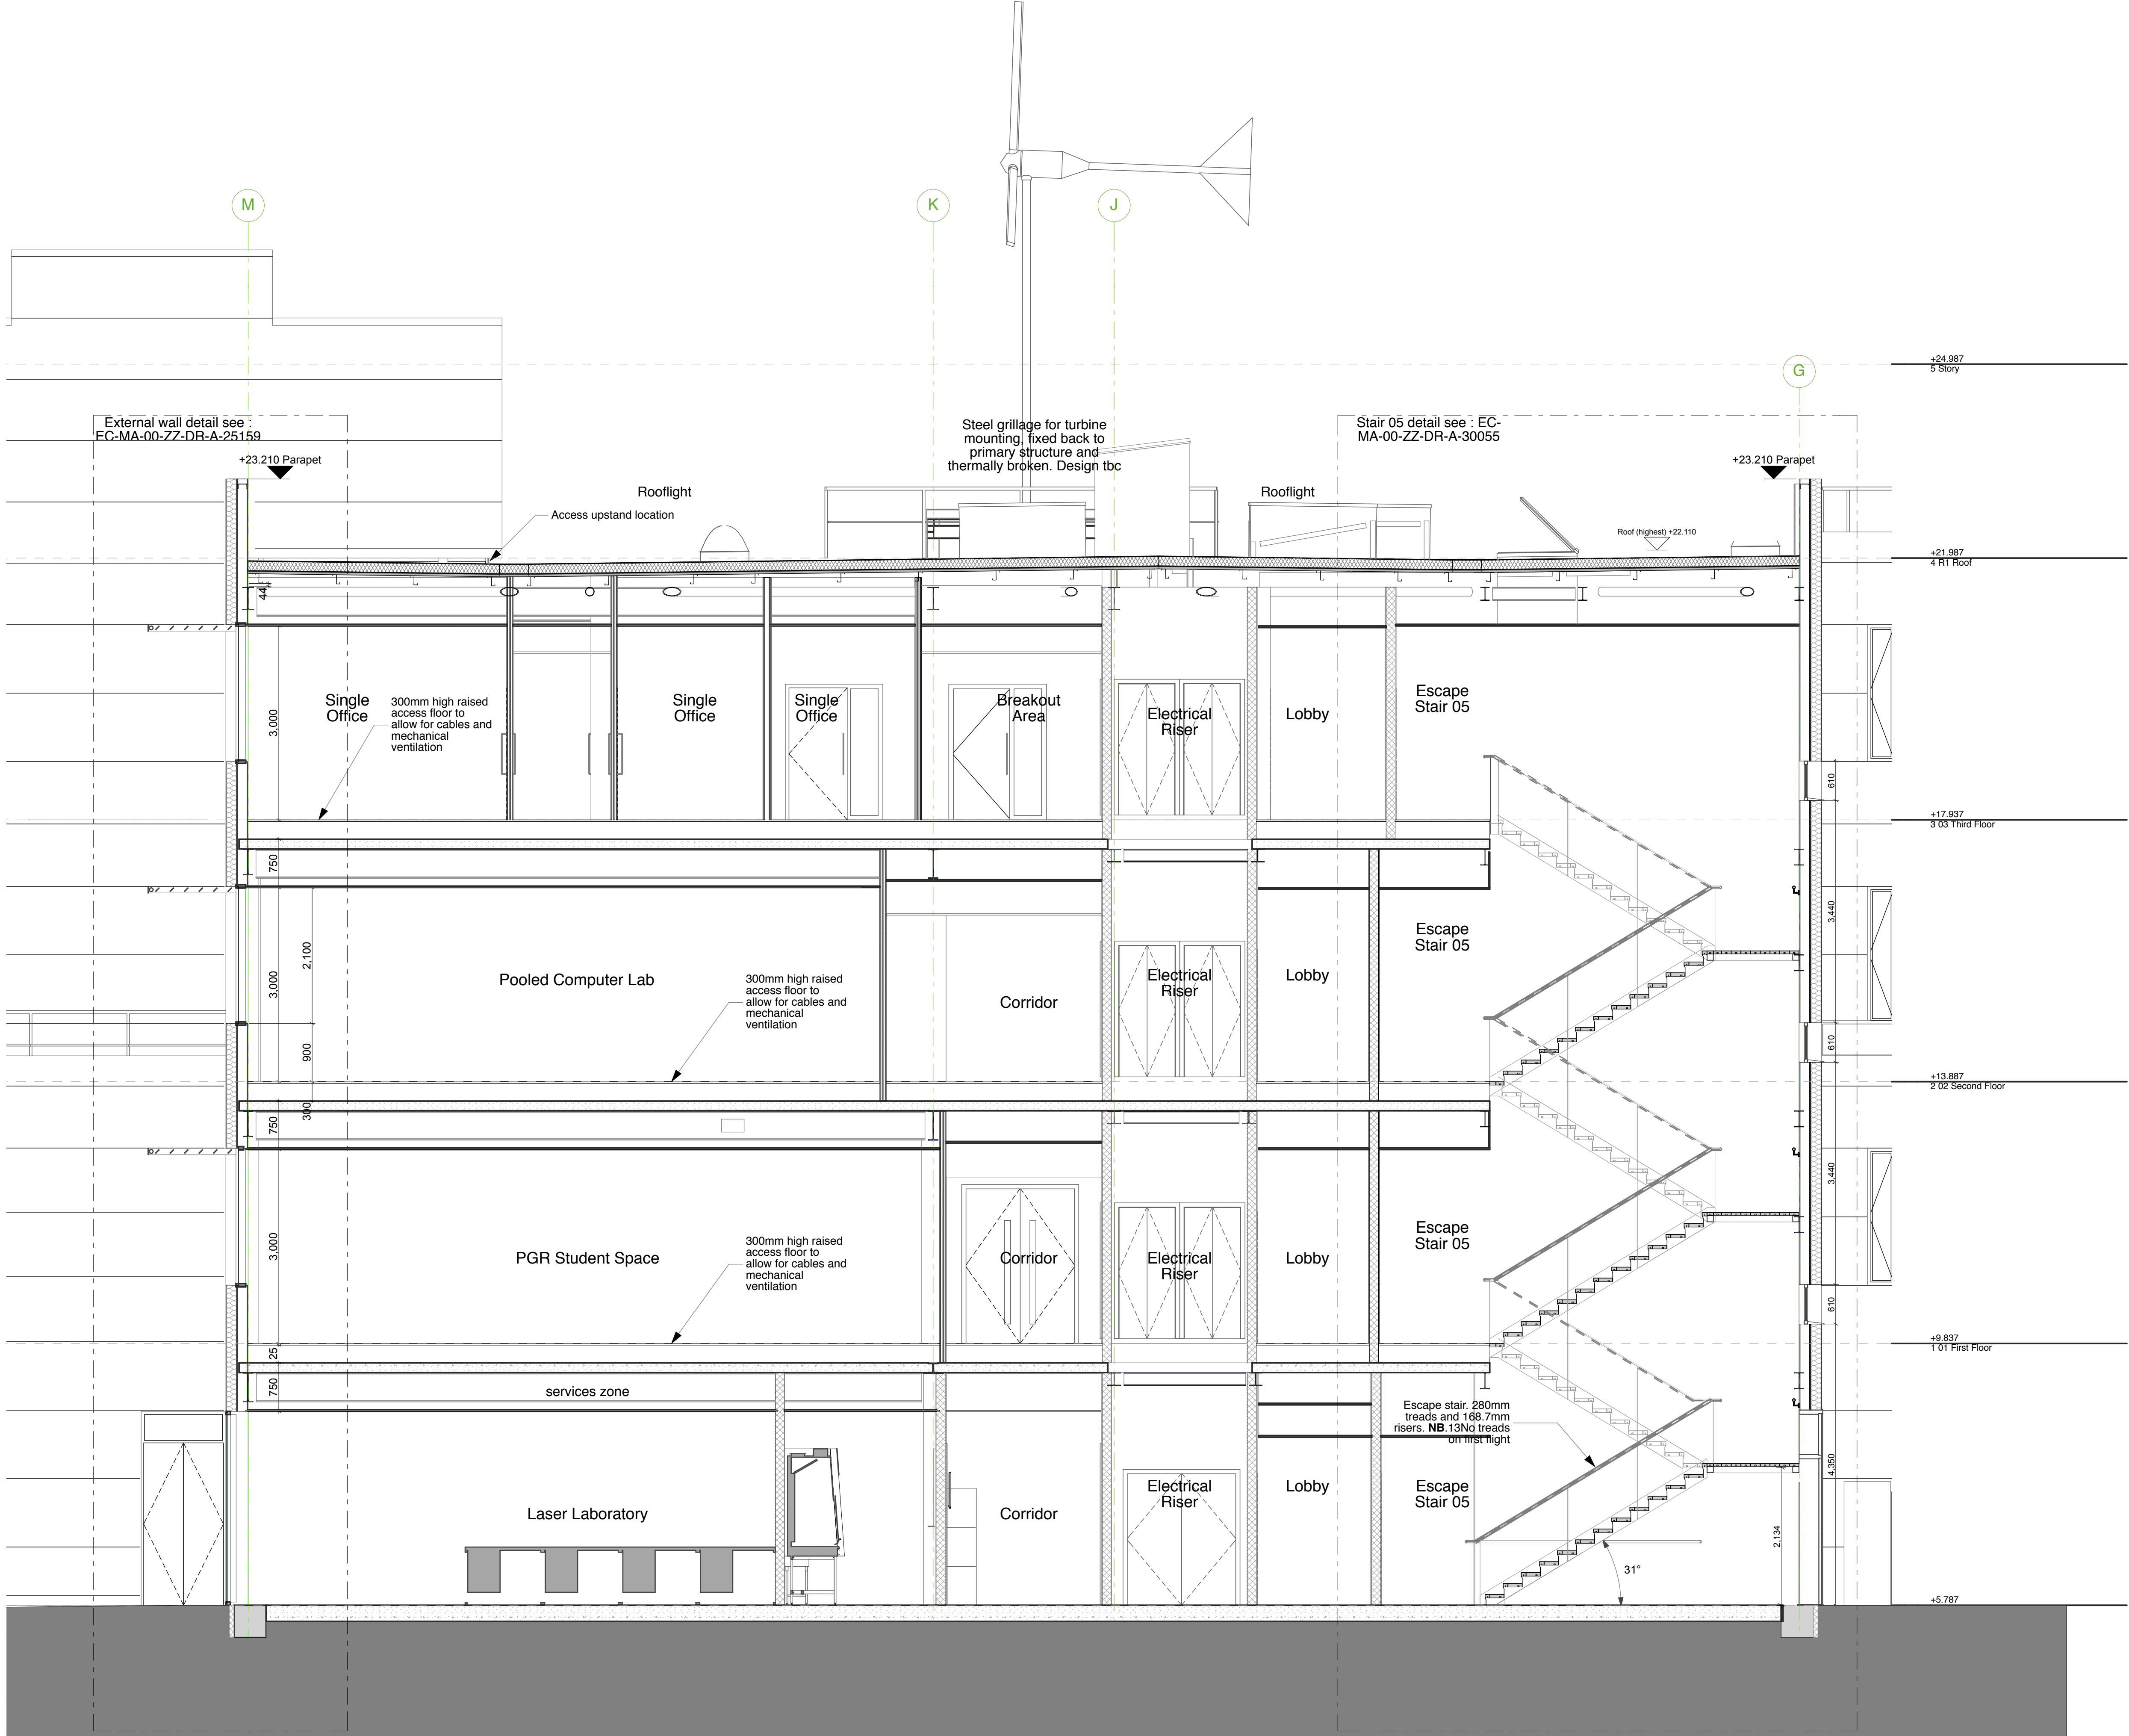 M
K
J
G
+24.987
5 Story
External wall detail see :
EC-MA-00-ZZ-DR-A-25159
Steel grillage for turbine
mounting, fixed back to
primary structure and
thermally broken. Design tbc
Stair 05 detail see : EC-
MA-00-ZZ-DR-A-30055
+23.210 Parapet
+23.210 Parapet
Rooflight
Rooflight
Access upstand location
Roof (highest) +22.110
+21.987
4 R1 Roof
44
Single
Office
300mm high raised
access floor to
allow for cables and
mechanical
ventilation
Single
Office
Single
Office
Breakout
Area
Electrical
Riser
Lobby
Escape
Stair 05
3,000
610
+17.937
3 03 Third Floor
750
3,000
2,100
900
300
Pooled Computer Lab
300mm high raised
access floor to
allow for cables and
mechanical
ventilation
Corridor
Electrical
Riser
Lobby
Escape
Stair 05
3,440
610
+13.887
2 02 Second Floor
750
3,000
25
PGR Student Space
300mm high raised
access floor to
allow for cables and
mechanical
ventilation
Corridor
Electrical
Riser
Lobby
Escape
Stair 05
3,440
610
+9.837
1 01 First Floor
750
services zone
Escape stair. 280mm
treads and 168.7mm
risers. NB.13No treads
on first flight
Laser Laboratory
Corridor
Electrical
Riser
Lobby
Escape
Stair 05
4,350
2,134
31°
+5.787